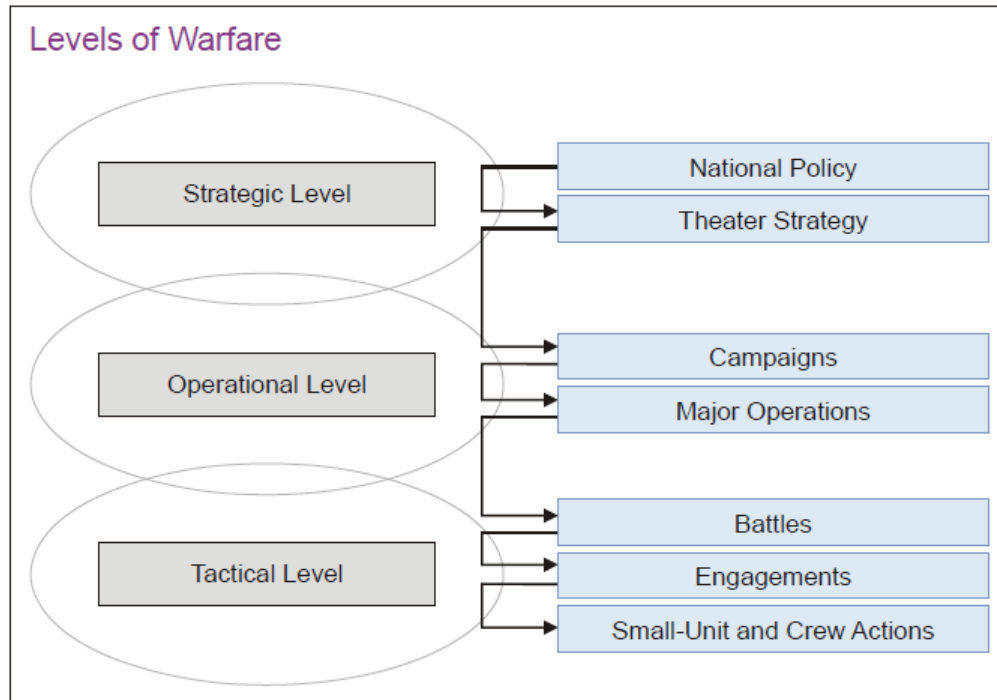 Levels of Warfare
Strategic Level
National Policy
Theater Strategy
Operational Level
Campaigns
Major Operations
Tactical Level
Battles
Engagements
Small-Unit and Crew Actions